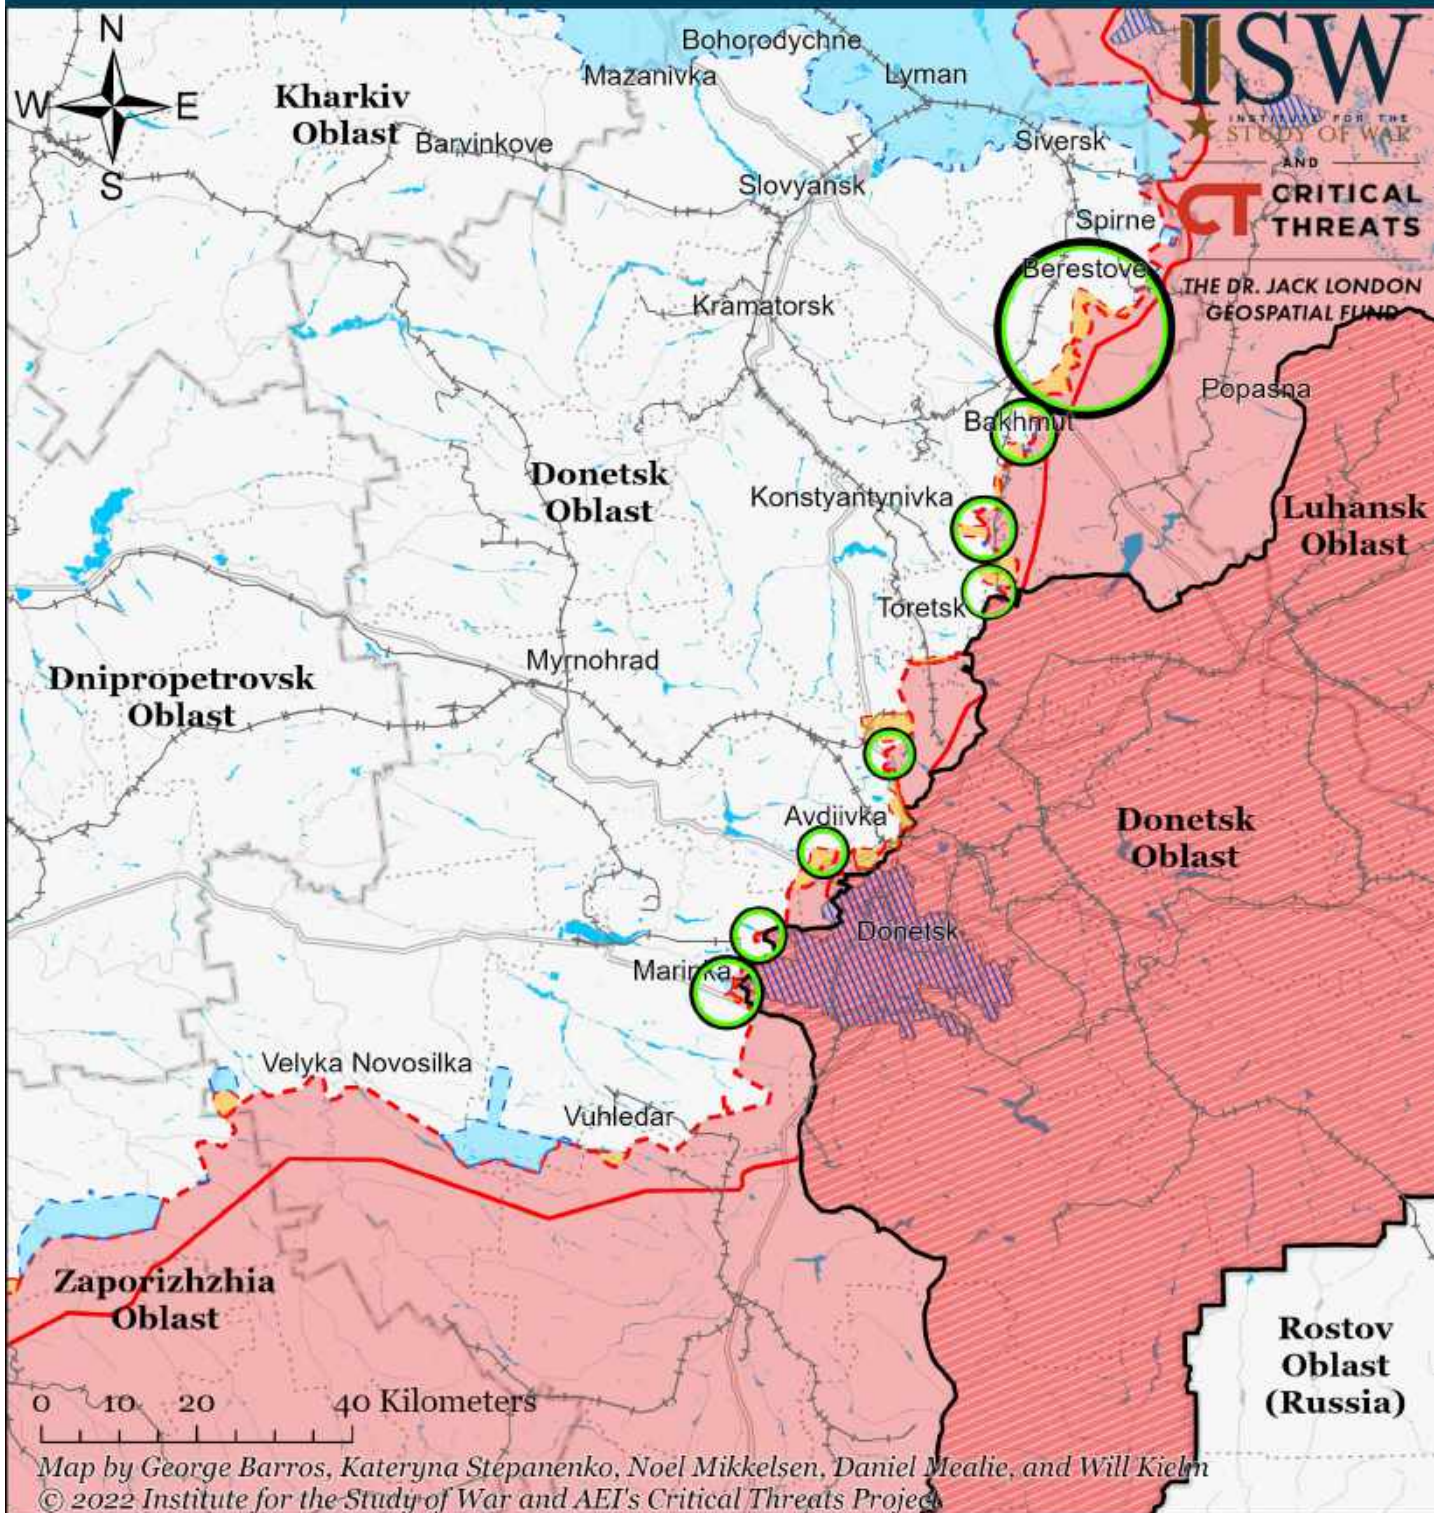 N
W
E
S
Kharkiv
Oblast
Bohorodychne
Mazanivka
Lyman
Barvinkove
Siversk
Slovyansk
Spirne
Berestove
Kramatorsk
ISW
INSTITUTE FOR THE
STUDY OF WAR
AND
CT CRITICAL
THREATS
THE DR. JACK LONDON
GEOSPATIAL FUND
Popasna
Bakhmut
Donetsk
Oblast
Konstyantynivka
Luhansk
Oblast
Toretsk
Myrnohrad
Dnipropetrovsk
Oblast
Avdiivka
Donetsk
Oblast
Donetsk
Marinka
Velyka Novosilka
Vuhledar
Zaporizhzhia
Oblast
Rostov
Oblast
(Russia)
0 10 20 40 Kilometers
Map by George Barros, Kateryna Stepanenko, Noel Mikkelsen, Daniel Mealie, and Will Kielm
© 2022 Institute for the Study of War and AEI's Critical Threats Project